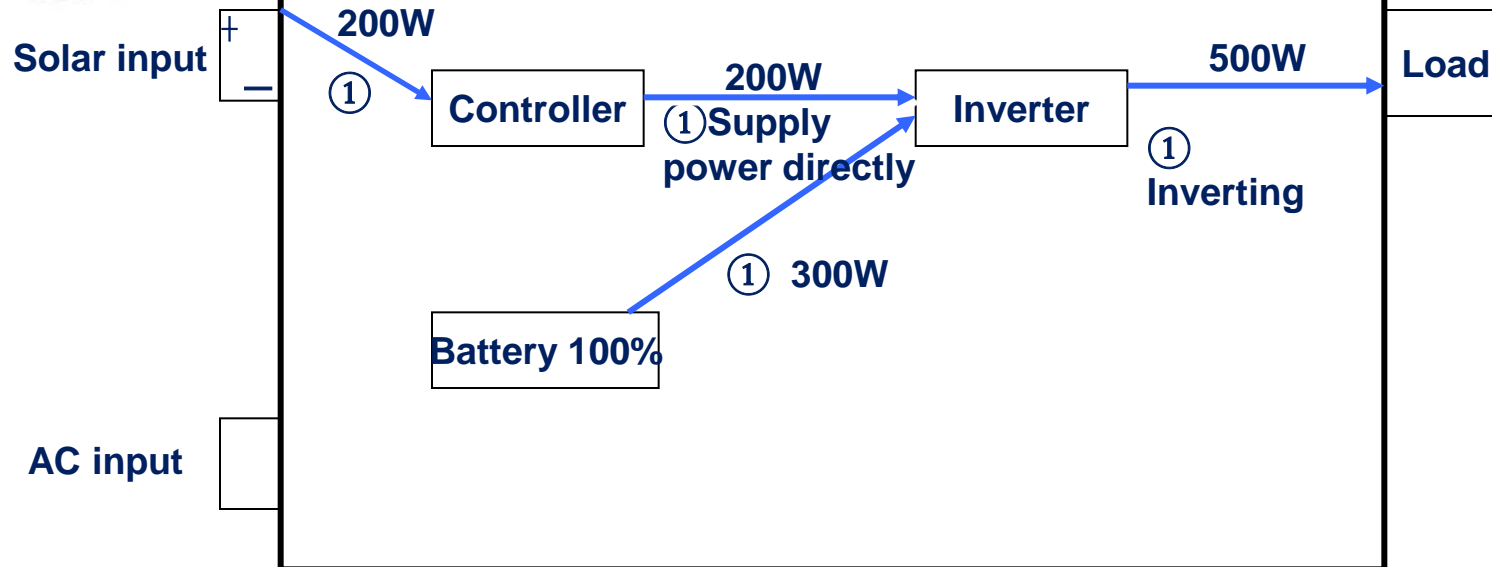 Solar input
+
−
200W
①
Controller
200W
①Supply
power directly
Inverter
500W
①
Inverting
Load
① 300W
Battery 100%
AC input